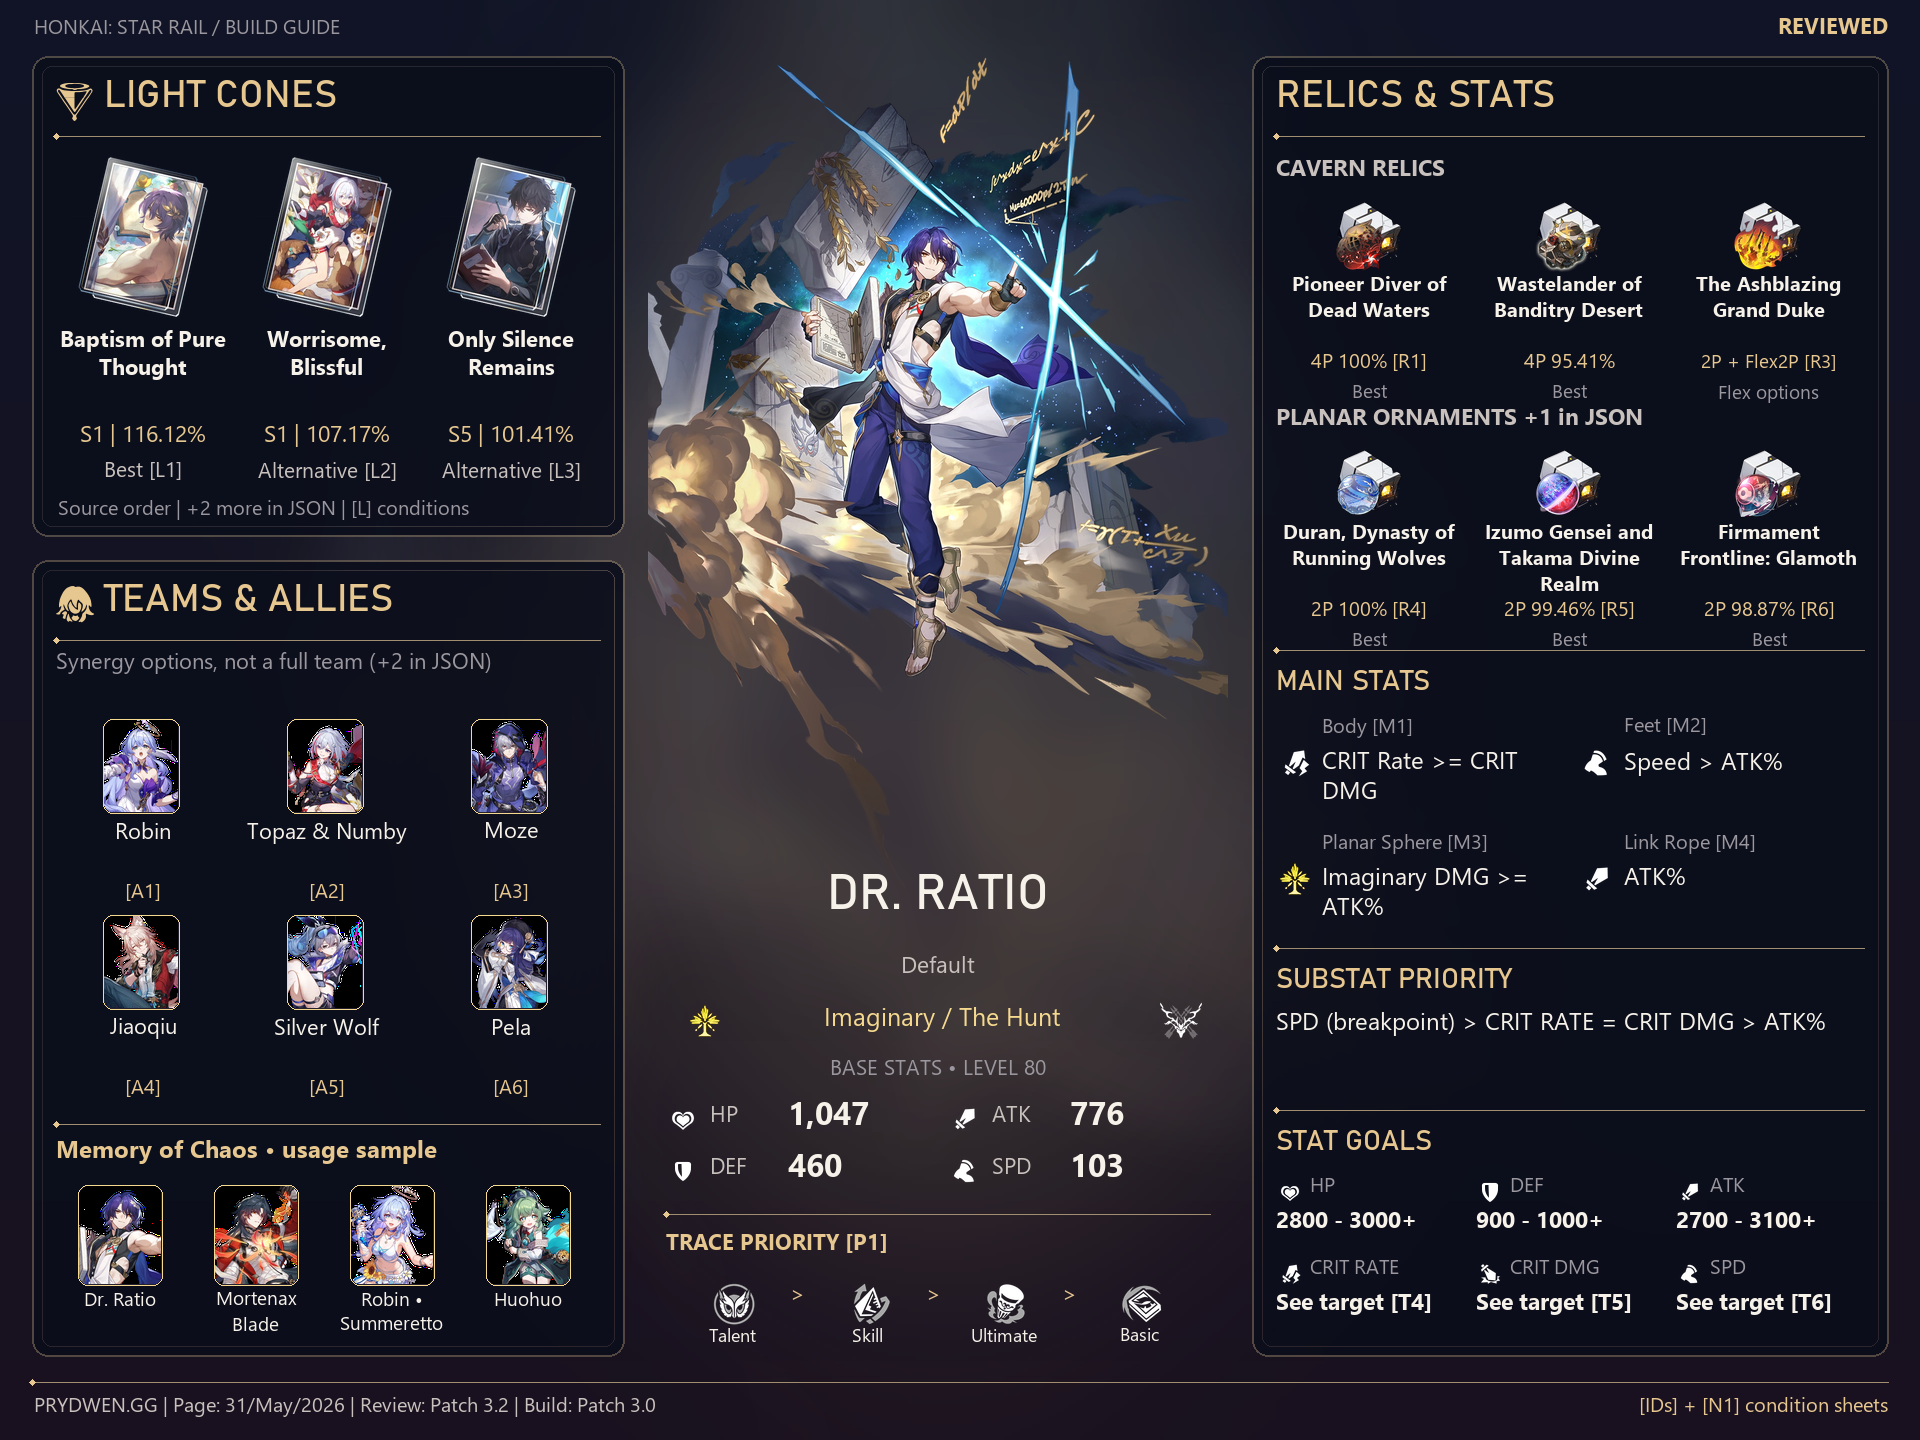 HONKAI: STAR RAIL / BUILD GUIDE
REVIEWED
LIGHT CONES
Baptism of Pure Thought
Worrisome, Blissful
Only Silence Remains
S1 | 116.12%
S1 | 107.17%
S5 | 101.41%
Best [L1]
Alternative [L2]
Alternative [L3]
Source order | +2 more in JSON | [L] conditions
TEAMS & ALLIES
Synergy options, not a full team (+2 in JSON)
Robin
Topaz & Numby
Moze
[A1]
[A2]
[A3]
Jiaoqiu
Silver Wolf
Pela
[A4]
[A5]
[A6]
Memory of Chaos • usage sample
Dr. Ratio
Mortenax Blade
Robin • Summeretto
Huohuo
F=dP/dt
DR. RATIO
Default
Imaginary / The Hunt
BASE STATS • LEVEL 80
HP 1,047
ATK 776
DEF 460
SPD 103
TRACE PRIORITY [P1]
Talent > Skill > Ultimate > Basic
RELICS & STATS
CAVERN RELICS
Pioneer Diver of Dead Waters
Wastelander of Banditry Desert
The Ashblazing Grand Duke
4P 100% [R1]
4P 95.41%
2P + Flex2P [R3]
Best
Best
Flex options
PLANAR ORNAMENTS +1 in JSON
Duran, Dynasty of Running Wolves
Izumo Gensei and Takama Divine Realm
Firmament Frontline: Glamoth
2P 100% [R4]
2P 99.46% [R5]
2P 98.87% [R6]
Best
Best
Best
MAIN STATS
Body [M1]
CRIT Rate >= CRIT DMG
Feet [M2]
Speed > ATK%
Planar Sphere [M3]
Imaginary DMG >= ATK%
Link Rope [M4]
ATK%
SUBSTAT PRIORITY
SPD (breakpoint) > CRIT RATE = CRIT DMG > ATK%
STAT GOALS
HP
2800 - 3000+
DEF
900 - 1000+
ATK
2700 - 3100+
CRIT RATE
See target [T4]
CRIT DMG
See target [T5]
SPD
See target [T6]
PRYDWEN.GG | Page: 31/May/2026 | Review: Patch 3.2 | Build: Patch 3.0
[IDs] + [N1] condition sheets